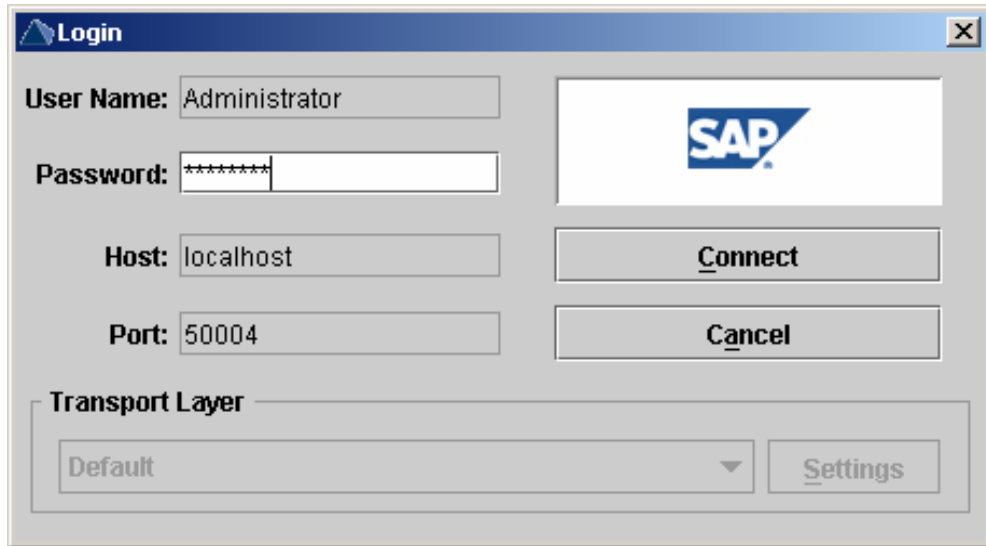 Login
User Name: Administrator
SAP®
Password: ********
Host: localhost
Connect
Port: 50004
Cancel
Transport Layer
Default
Settings